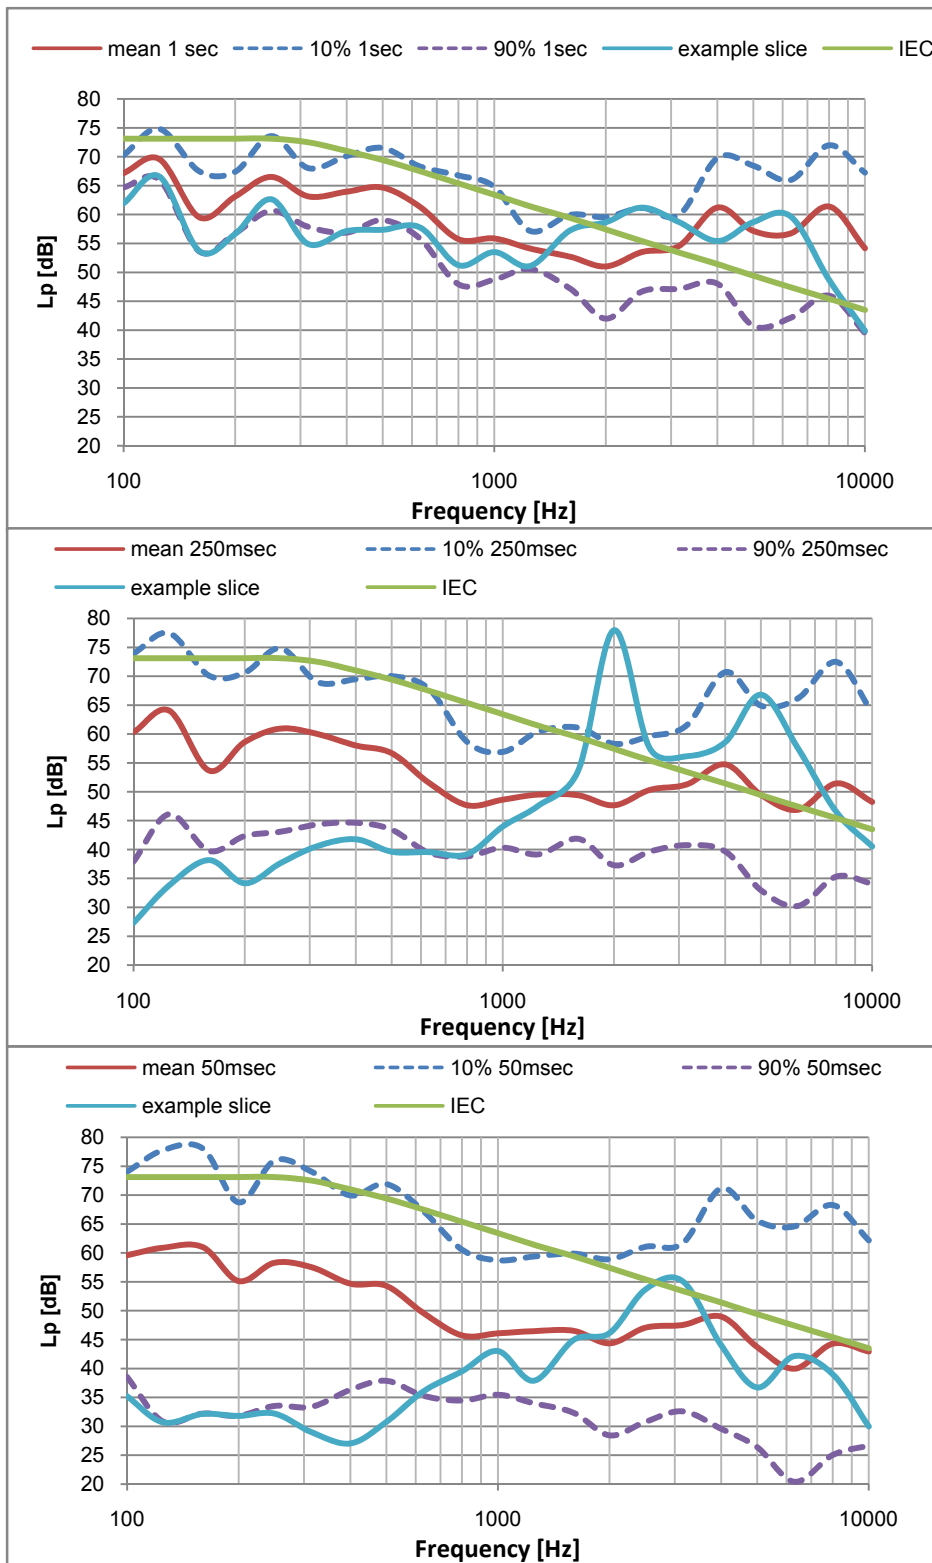 mean 1 sec 10% 1sec 90% 1sec example slice IEC
80
75
70
65
60
55
50
45
40
35
30
25
20
Lp [dB]
100 1000 10000
Frequency [Hz]
mean 250msec 10% 250msec 90% 250msec
example slice IEC
80
75
70
65
60
55
50
45
40
35
30
25
20
Lp [dB]
100 1000 10000
Frequency [Hz]
mean 50msec 10% 50msec 90% 50msec
example slice IEC
80
75
70
65
60
55
50
45
40
35
30
25
20
Lp [dB]
100 1000 10000
Frequency [Hz]